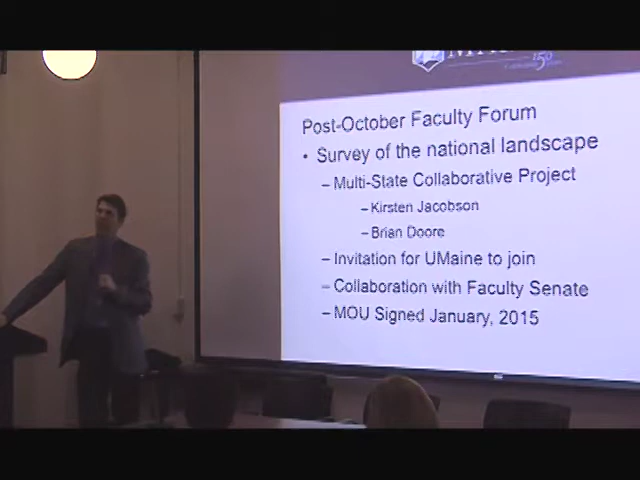 Post-October Faculty Forum
• Survey of the national landscape
– Multi-State Collaborative Project
– Kirsten Jacobson
– Brian Doore
– Invitation for UMaine to join
– Collaboration with Faculty Senate
– MOU Signed January, 2015